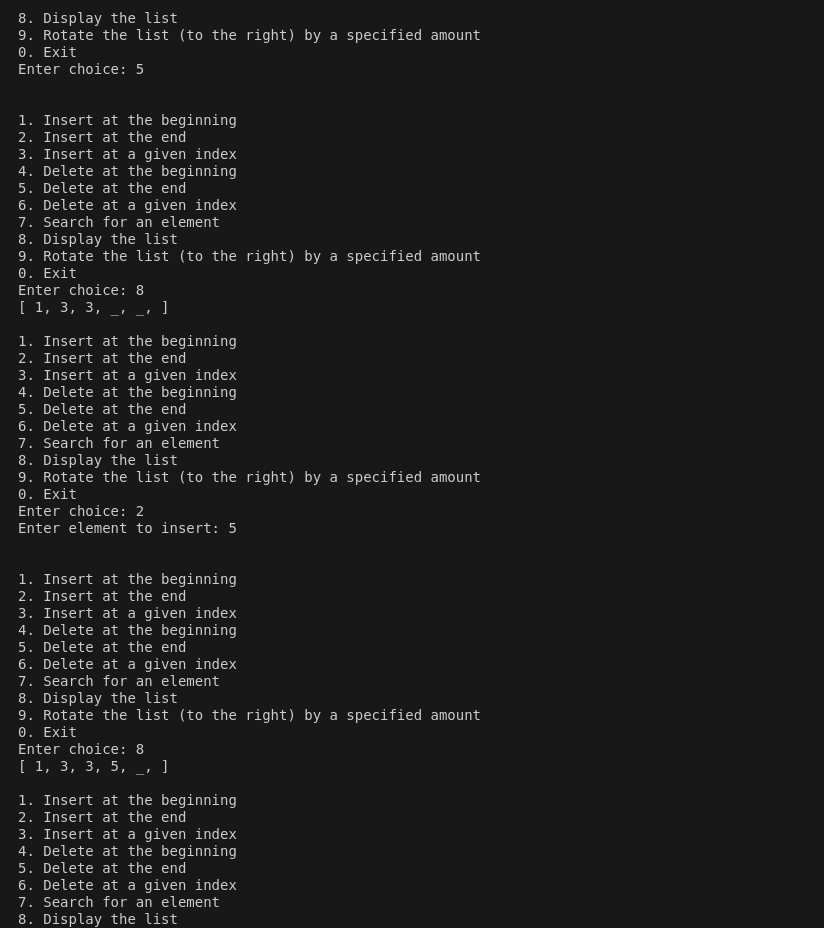 8. Display the list
9. Rotate the list (to the right) by a specified amount
0. Exit
Enter choice: 5
1. Insert at the beginning
2. Insert at the end
3. Insert at a given index
4. Delete at the beginning
5. Delete at the end
6. Delete at a given index
7. Search for an element
8. Display the list
9. Rotate the list (to the right) by a specified amount
0. Exit
Enter choice: 8
[ 1, 3, 3, _, _, ]
1. Insert at the beginning
2. Insert at the end
3. Insert at a given index
4. Delete at the beginning
5. Delete at the end
6. Delete at a given index
7. Search for an element
8. Display the list
9. Rotate the list (to the right) by a specified amount
0. Exit
Enter choice: 2
Enter element to insert: 5
1. Insert at the beginning
2. Insert at the end
3. Insert at a given index
4. Delete at the beginning
5. Delete at the end
6. Delete at a given index
7. Search for an element
8. Display the list
9. Rotate the list (to the right) by a specified amount
0. Exit
Enter choice: 8
[ 1, 3, 3, 5, _, ]
1. Insert at the beginning
2. Insert at the end
3. Insert at a given index
4. Delete at the beginning
5. Delete at the end
6. Delete at a given index
7. Search for an element
8. Display the list